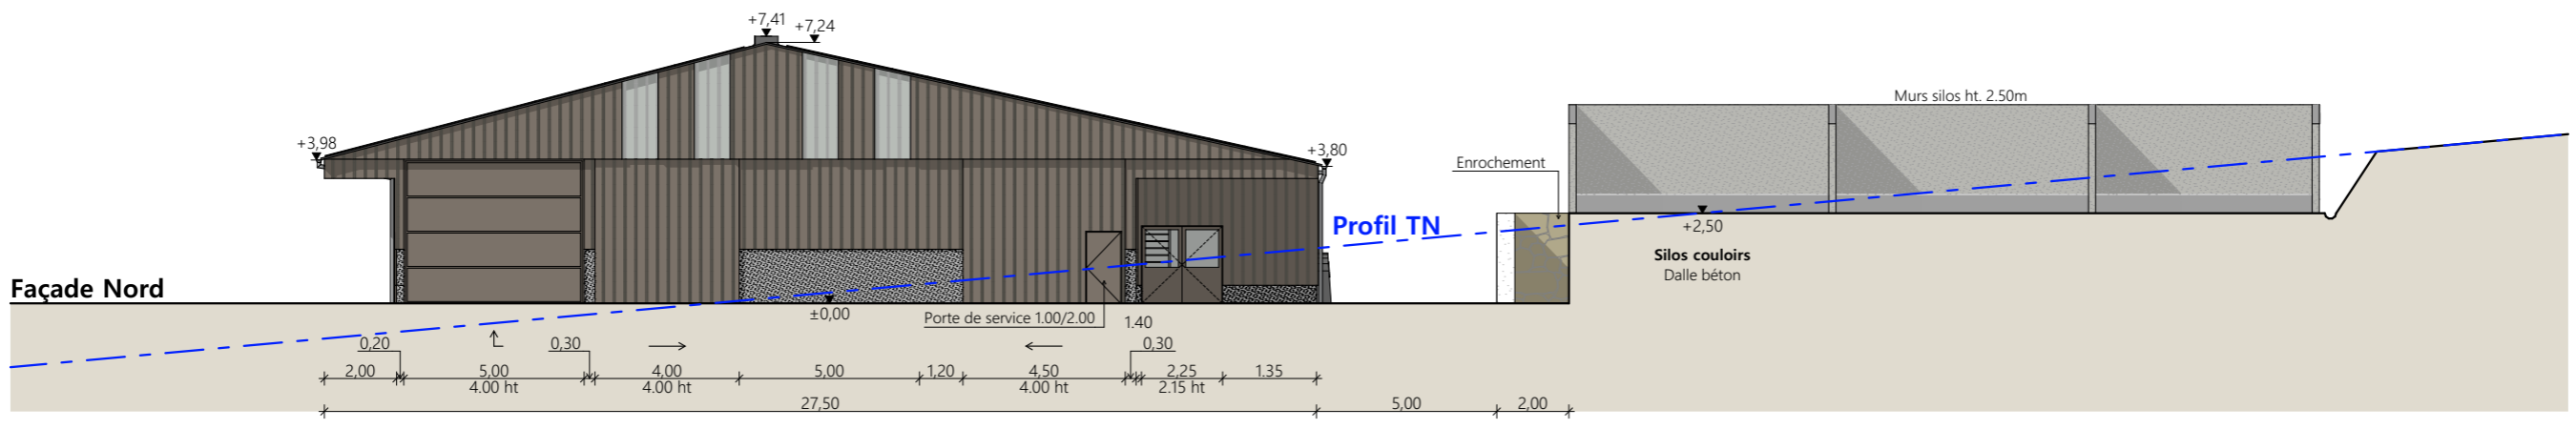 +7,41
+7,24
+3,98
+3,80
Murs silos ht. 2.50m
Enrochement
Profil TN
+2,50
Silos couloirs
Dalle béton
Façade Nord
±0,00
Porte de service 1.00/2.00
1.40
0,20
0,30
0,30
2,00
5,00
4,00
5,00
1,20
4,50
2,25
1.35
4.00 ht
4.00 ht
4.00 ht
2.15 ht
27,50
5,00
2,00